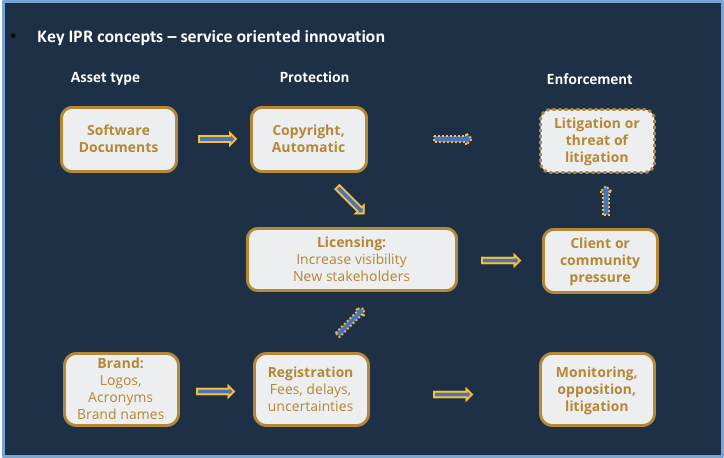 Key IPR concepts – service oriented innovation
Asset type
Protection
Enforcement
Software
Documents
Copyright,
Automatic
Litigation or
threat of
litigation
Licensing:
Increase visibility
New stakeholders
Client or
community
pressure
Brand:
Logos,
Acronyms
Brand names
Registration
Fees, delays,
uncertainties
Monitoring,
opposition,
litigation